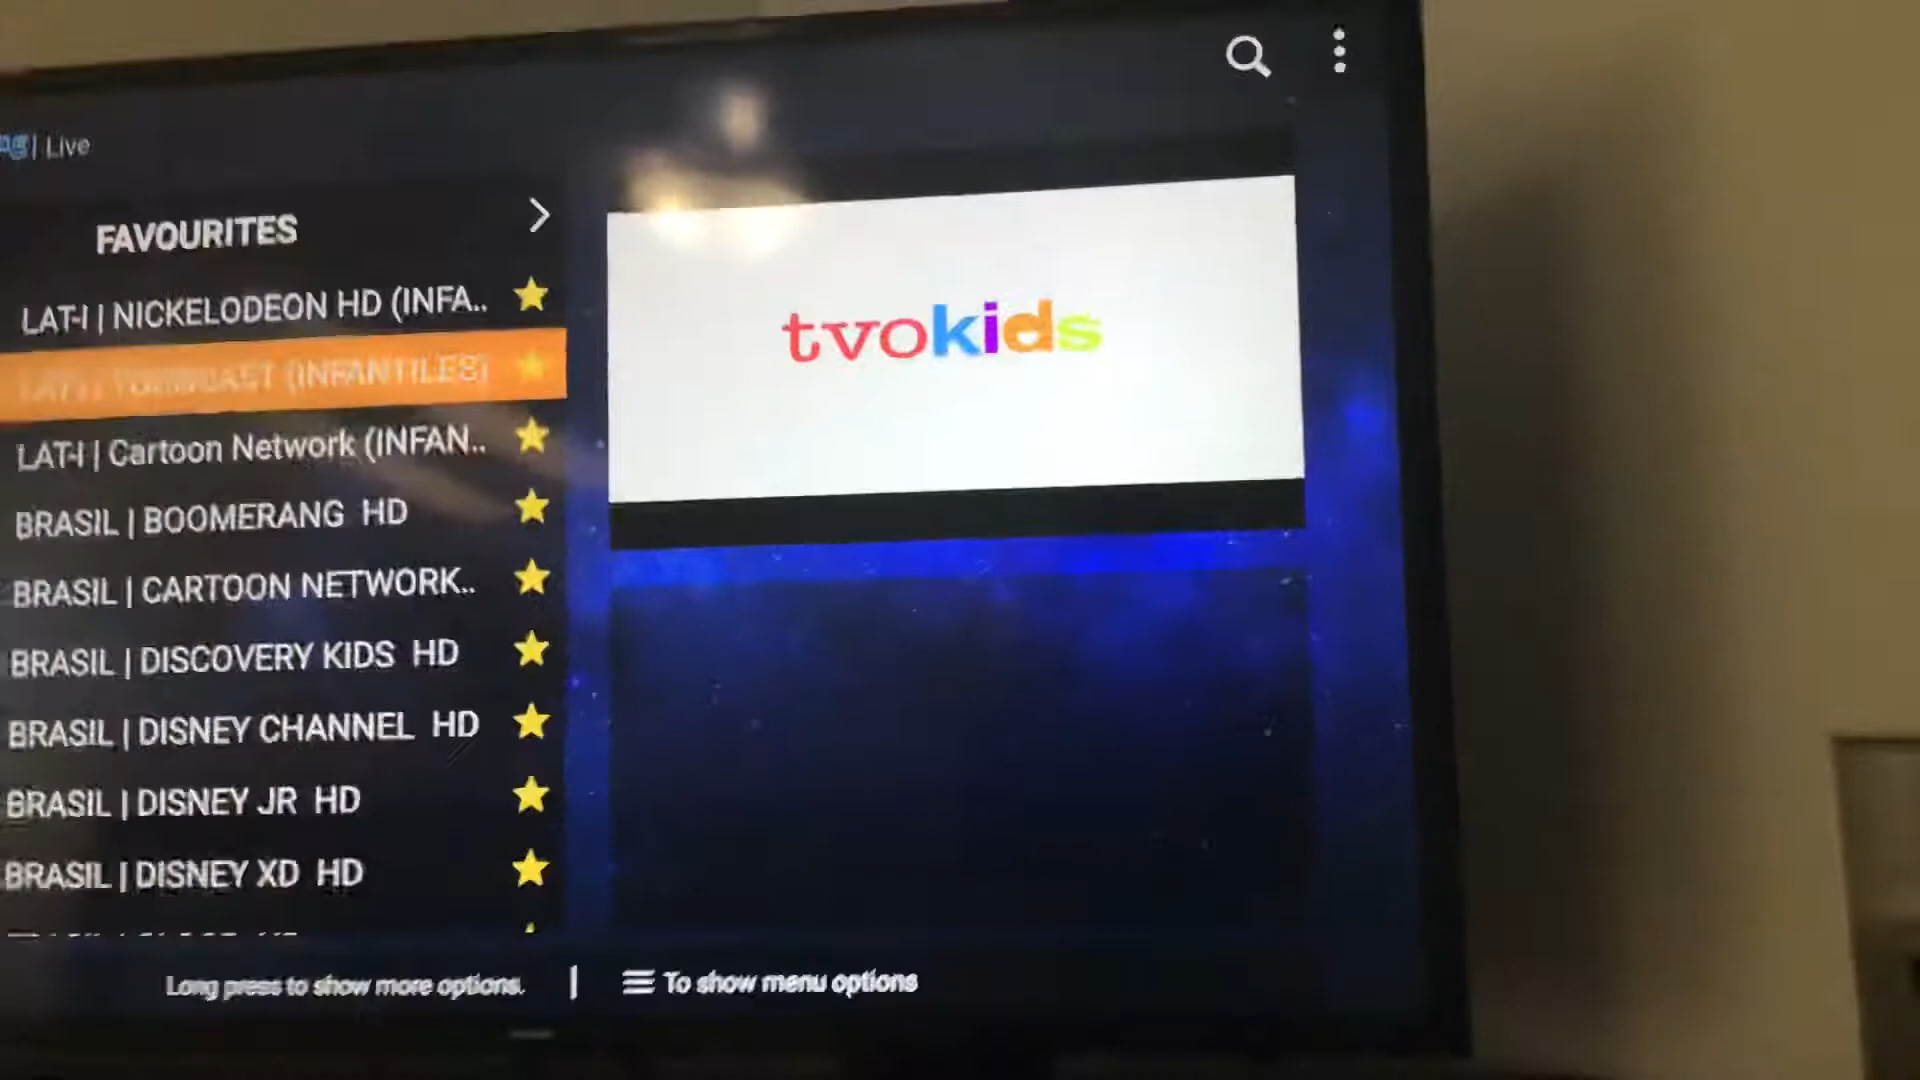 | Live
FAVOURITES
LAT-I | NICKELODEON HD (INFA..
(INFANTILES)
LAT-I | Cartoon Network (INFAN..
BRASIL | BOOMERANG HD
BRASIL | CARTOON NETWORK..
BRASIL | DISCOVERY KIDS HD
BRASIL | DISNEY CHANNEL HD
BRASIL | DISNEY JR HD
BRASIL | DISNEY XD HD
tvokids
Long press to show more options. | To show menu options